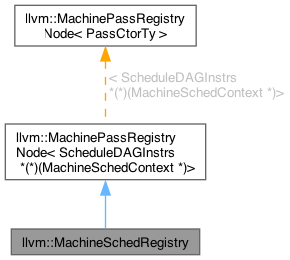 llvm::MachinePassRegistry
Node< PassCtorTy >
< ScheduleDAGInstrs
*(*)(MachineSchedContext *)>
llvm::MachinePassRegistry
Node< ScheduleDAGInstrs
*(*)(MachineSchedContext *)>
llvm::MachineSchedRegistry